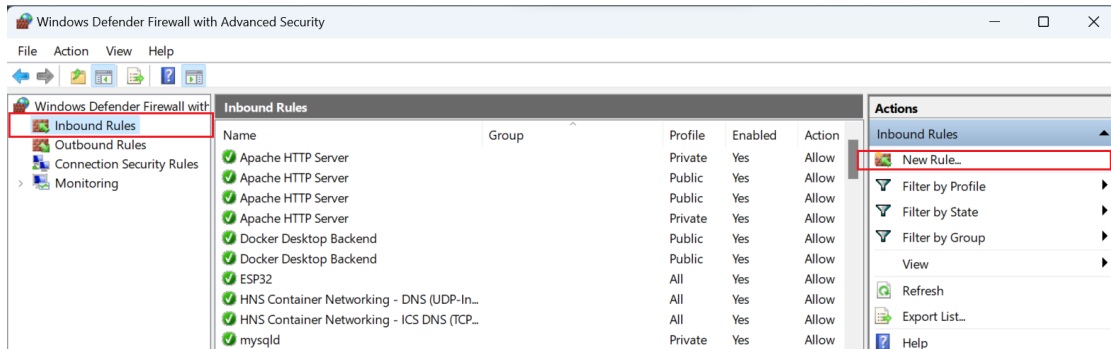 Windows Defender Firewall with Advanced Security
File Action View Help
Windows Defender Firewall with
Inbound Rules
Outbound Rules
Connection Security Rules
Monitoring
Inbound Rules
Name Group Profile Enabled Action
Apache HTTP Server Private Yes Allow
Apache HTTP Server Public Yes Allow
Apache HTTP Server Public Yes Allow
Apache HTTP Server Private Yes Allow
Docker Desktop Backend Public Yes Allow
Docker Desktop Backend Public Yes Allow
ESP32 All Yes Allow
HNS Container Networking - DNS (UDP-In... All Yes Allow
HNS Container Networking - ICS DNS (TCP... All Yes Allow
mysqld Private Yes Allow
Actions
Inbound Rules
New Rule...
Filter by Profile
Filter by State
Filter by Group
View
Refresh
Export List...
Help